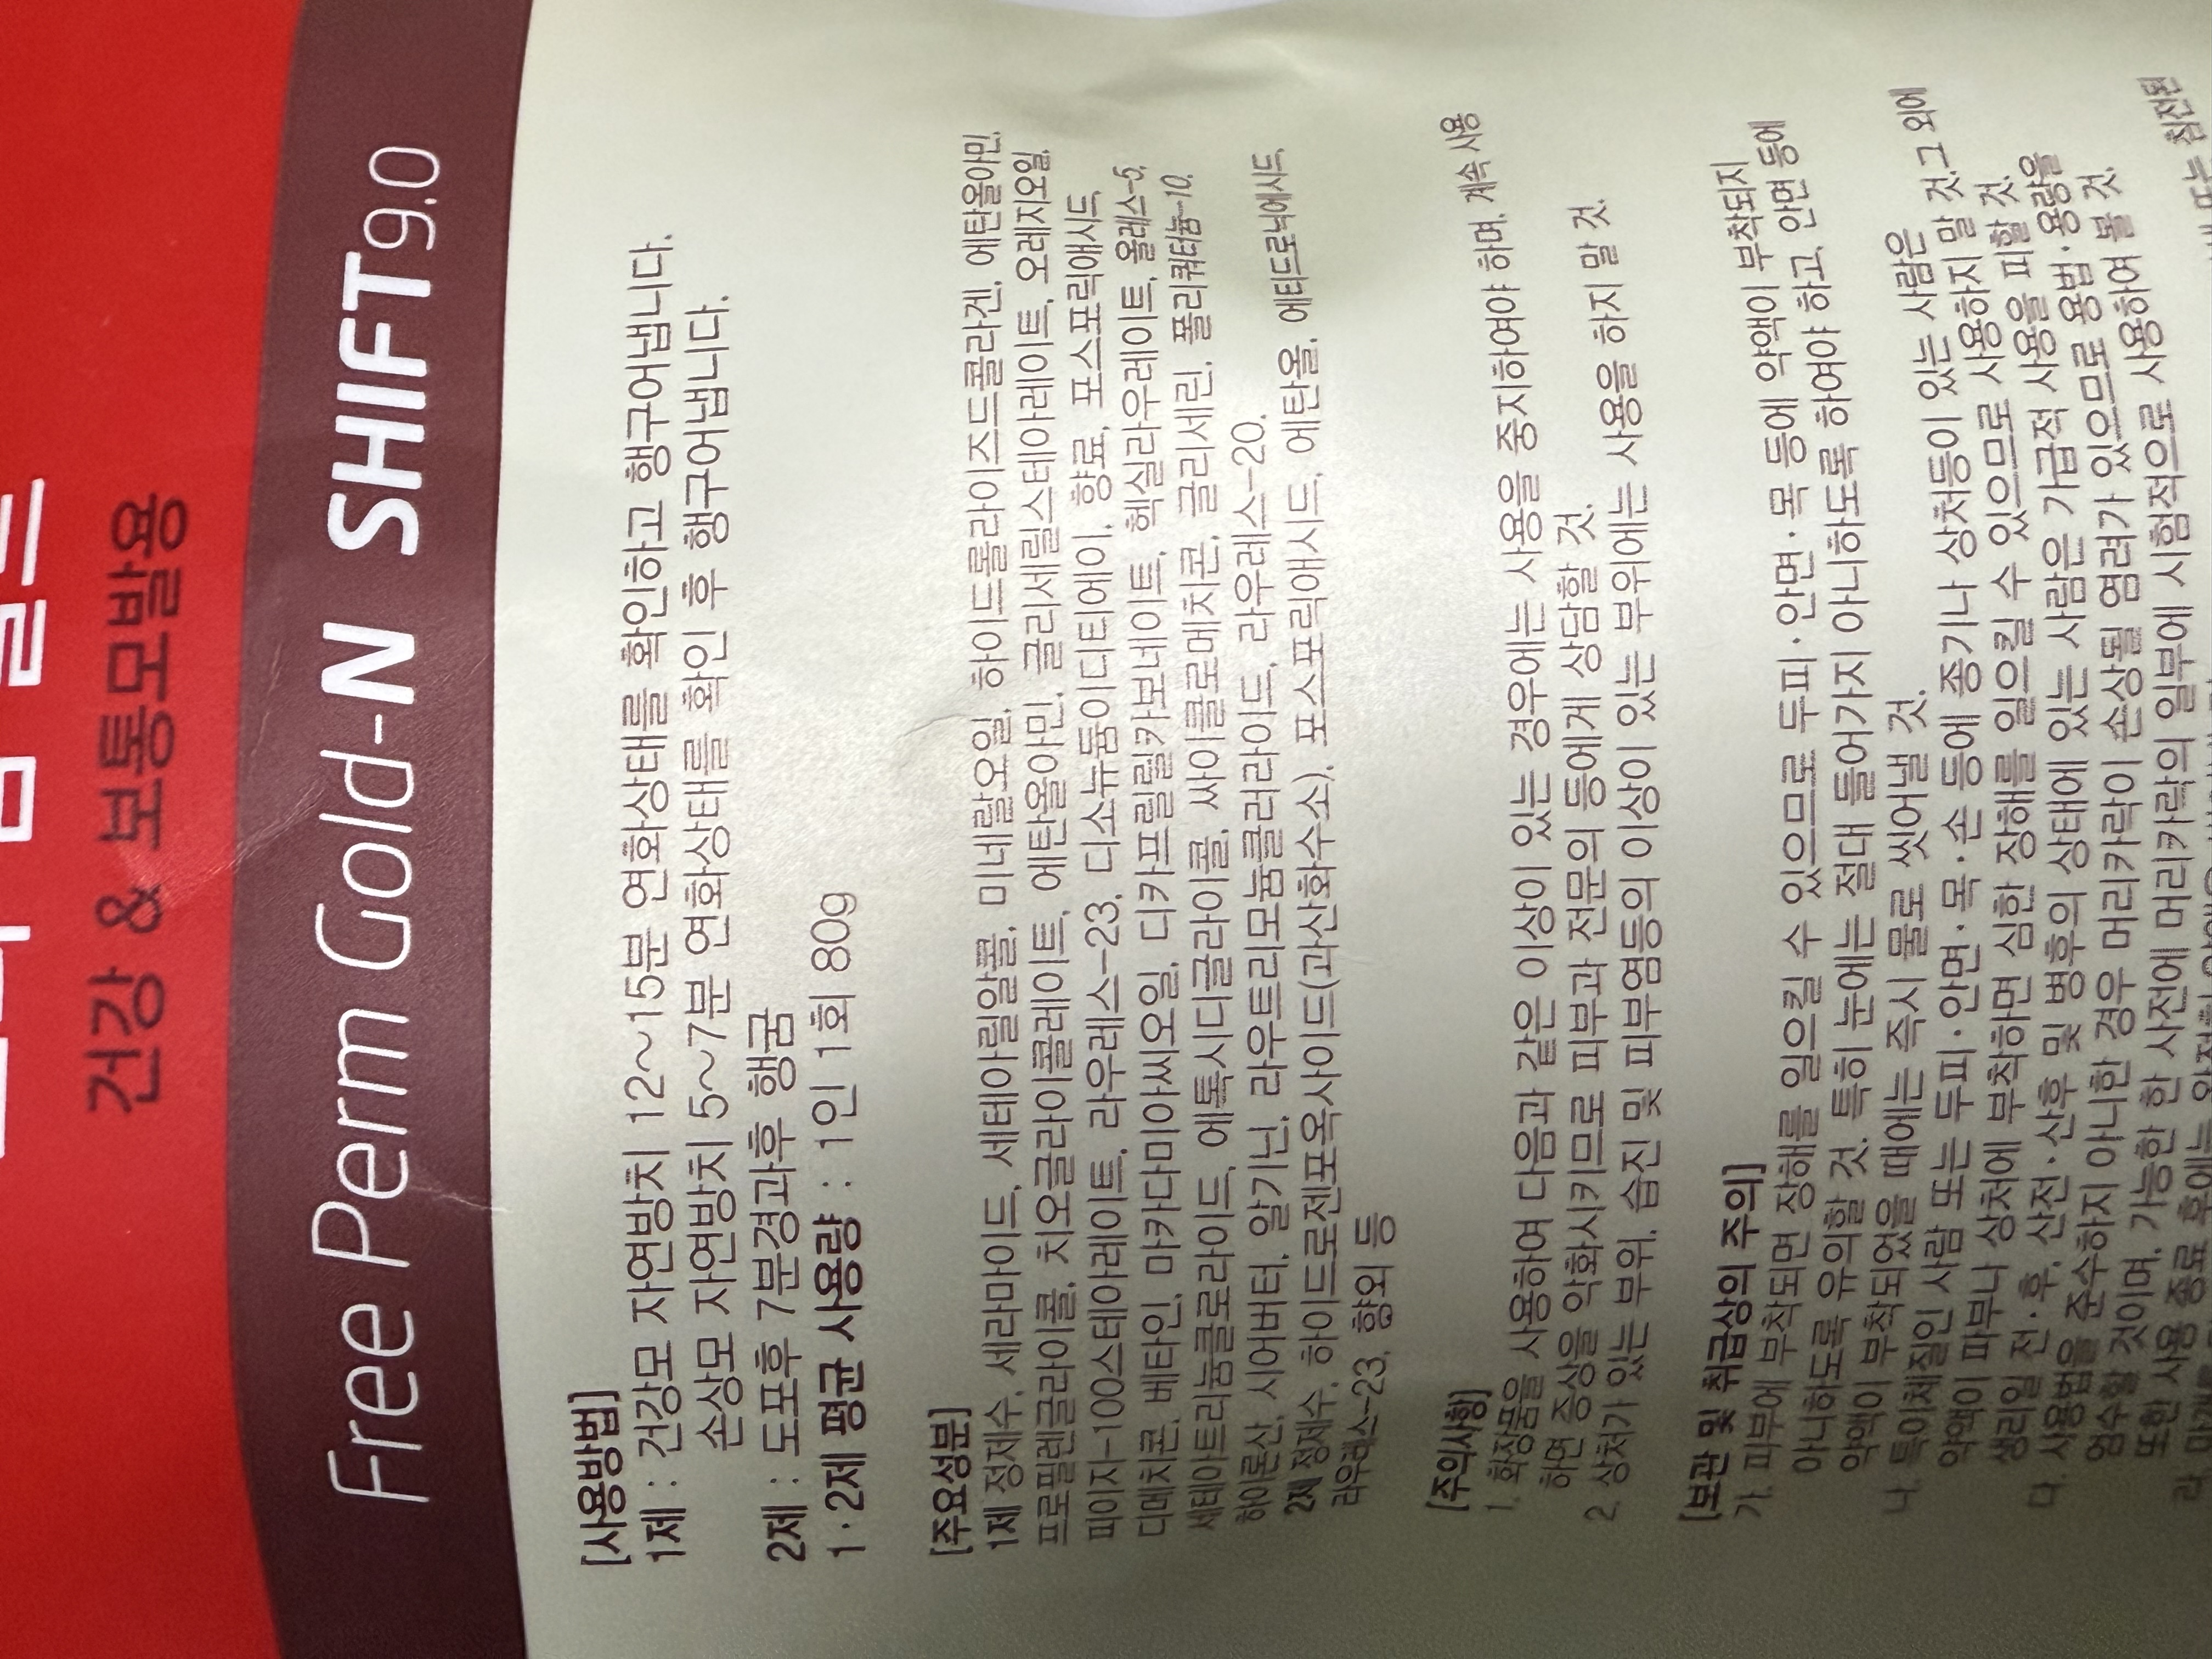 건강 & 보통모발용
Free Perm Gold-N SHIFT 9.0
[사용방법]
1제 : 건강모 자연방치 12~15분 연화상태를 확인하고 헹구어냅니다.
손상모 자연방치 5~7분 연화상태를 확인 후 헹구어냅니다.
2제 : 도포후 7분경과후 헹굼
1·2제 평균 사용량 : 1인 1회 80g
[주요성분]
1제 정제수, 세라마이드, 세테아릴알콜, 미네랄오일, 하이드롤라이즈드콜라겐, 에탄올아민,
프로필렌글라이콜, 치오글라이콜레이트, 에탄올아민, 글리세릴스테아레이트, 오레지오일,
피이지-100스테아레이트, 라우레스-23, 디소듐이디티에이, 향료, 포스포릭애시드,
디메치콘, 베타인, 마카다미아씨오일, 디카프릴릴카보네이트, 헥실라우레이트, 올레스-5,
세테아트리늄클로라이드, 에톡시디글라이콜, 싸이클로메치콘, 글리세린, 폴리쿼터늄-10,
하이론산, 시어버터, 알기닌, 라우트리모늄클러라이드, 라우레스-20.
2제 정제수, 하이드로젠포옥사이드(과산화수소), 포스포릭애시드, 에탄올, 에티드로닉에시드,
라우레스-23, 향외 등
[주의사항]
1. 화장품을 사용하여 다음과 같은 이상이 있는 경우에는 사용을 중지하여야 하며, 계속 사용
하면 증상을 악화시키므로 피부과 전문의 등에게 상담할 것.
2. 상처가 있는 부위, 습진 및 피부염등의 이상이 있는 부위에는 사용을 하지 말 것.
[보관 및 취급상의 주의]
가. 피부에 부착되면 장해를 일으킬 수 있으므로 두피·안면·목 등에 약액이 부착되지
아니하도록 유의할 것. 특히 눈에는 절대 들어가지 아니하도록 하여야 하고, 안면 등에
약액이 부착되었을 때에는 즉시 물로 씻어낼 것.
나. 특이체질인 사람 또는 두피·안면·목·손 등에 종기나 상처등이 있는 사람은
약액이 피부나 상처에 부착하면 심한 장해를 일으킬 수 있으므로 사용하지 말 것.그 외에
생리일 전·후, 산전·산후 및 병후의 상태에 있는 사람은 가급적 사용을 피할 것.
다. 사용법을 준수하지 아니한 경우 머리카락이 손상될 염려가 있으므로 용법·용량을
엄수할 것이며, 가능한 한 사전에 머리카락의 일부에 시험적으로 사용하여 볼 것.
또한 사용 종료 후에는
라.